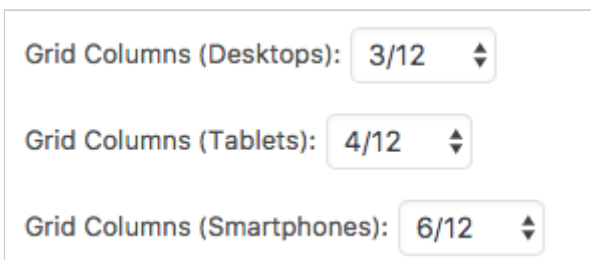 Grid Columns (Desktops): 3/12
Grid Columns (Tablets): 4/12
Grid Columns (Smartphones): 6/12